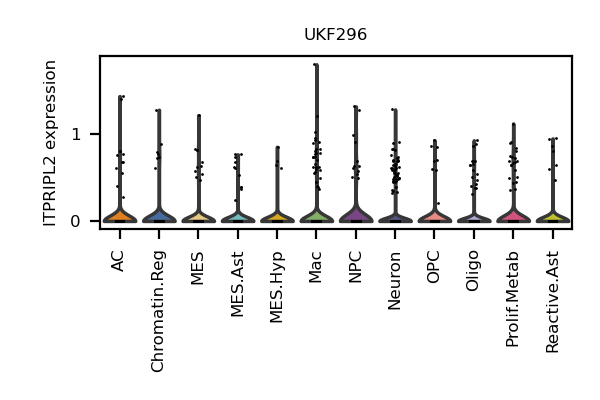 UKF296
ITPRIPL2 expression
1
0
AC
Chromatin.Reg
MES
MES.Ast
MES.Hyp
Mac
NPC
Neuron
OPC
Oligo
Prolif.Metab
Reactive.Ast